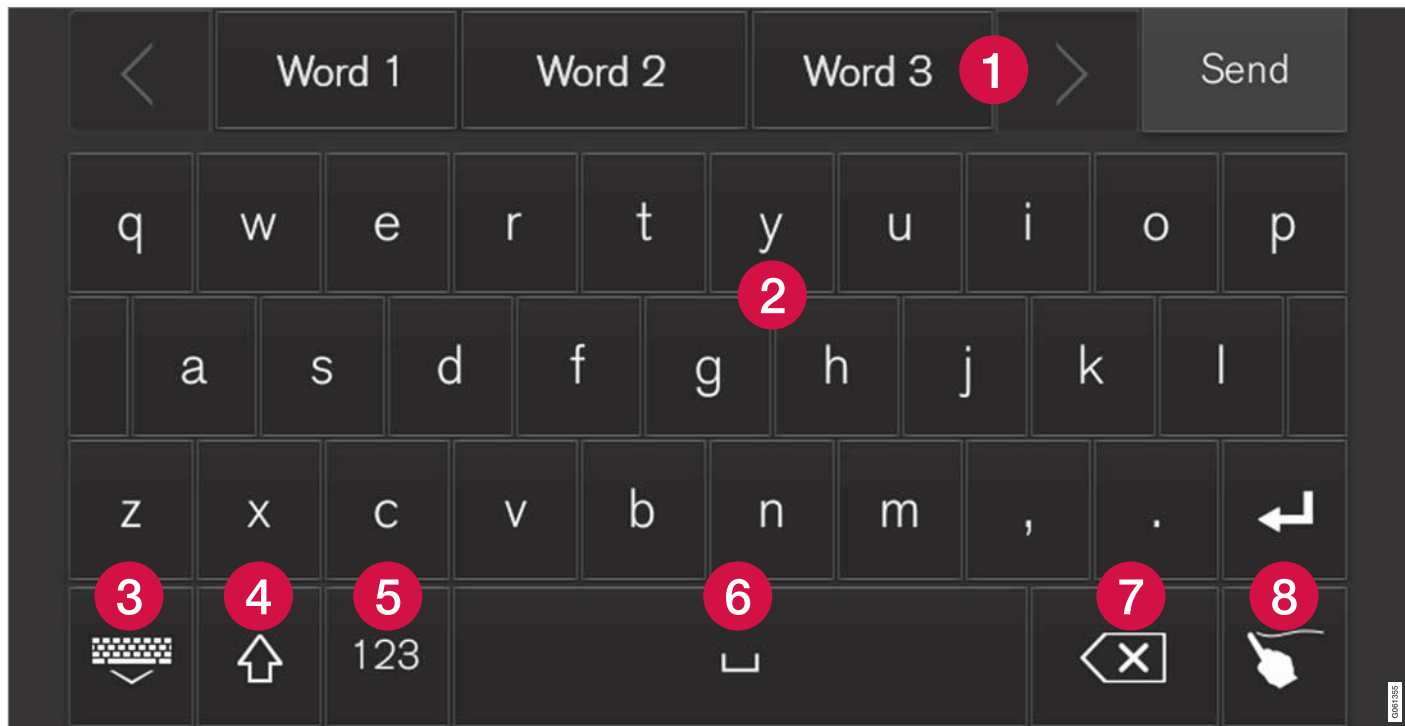 Word 1 Word 2 Word 3 1 Send
q w e r t y u i o p
2
a s d f g h j k l
z x c v b n m , .
3 4 5 6 7 8
123
G061355